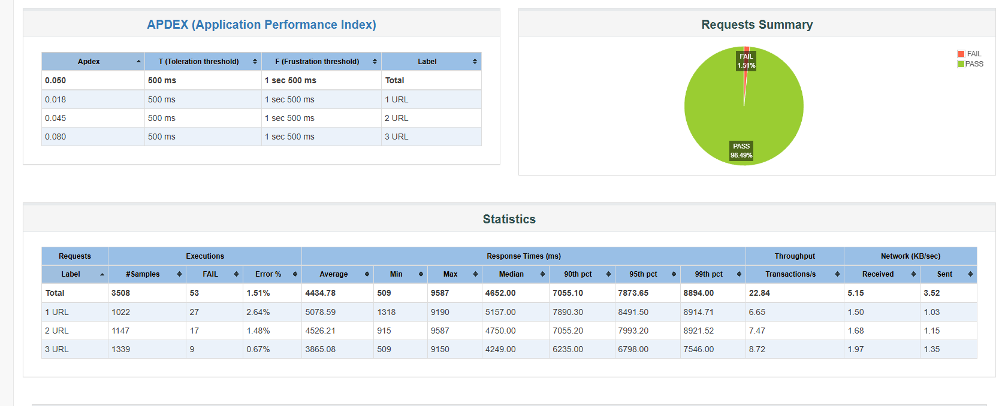 APDEX (Application Performance Index)
Apdex T (Toleration threshold) F (Frustration threshold) Label
0.050 500 ms 1 sec 500 ms Total
0.018 500 ms 1 sec 500 ms 1 URL
0.045 500 ms 1 sec 500 ms 2 URL
0.080 500 ms 1 sec 500 ms 3 URL
Requests Summary
FAIL
1.51%
PASS
98.49%
FAIL
PASS
Statistics
Requests Executions Response Times (ms) Throughput Network (KB/sec)
Label #Samples FAIL Error % Average Min Max Median 90th pct 95th pct 99th pct Transactions/s Received Sent
Total 3508 53 1.51% 4434.78 509 9587 4652.00 7055.10 7873.65 8894.00 22.84 5.15 3.52
1 URL 1022 27 2.64% 5078.59 1318 9190 5157.00 7890.30 8491.50 8914.71 6.65 1.50 1.03
2 URL 1147 17 1.48% 4526.21 915 9587 4750.00 7055.20 7993.20 8921.52 7.47 1.68 1.15
3 URL 1339 9 0.67% 3865.08 509 9150 4249.00 6235.00 6798.00 7546.00 8.72 1.97 1.35